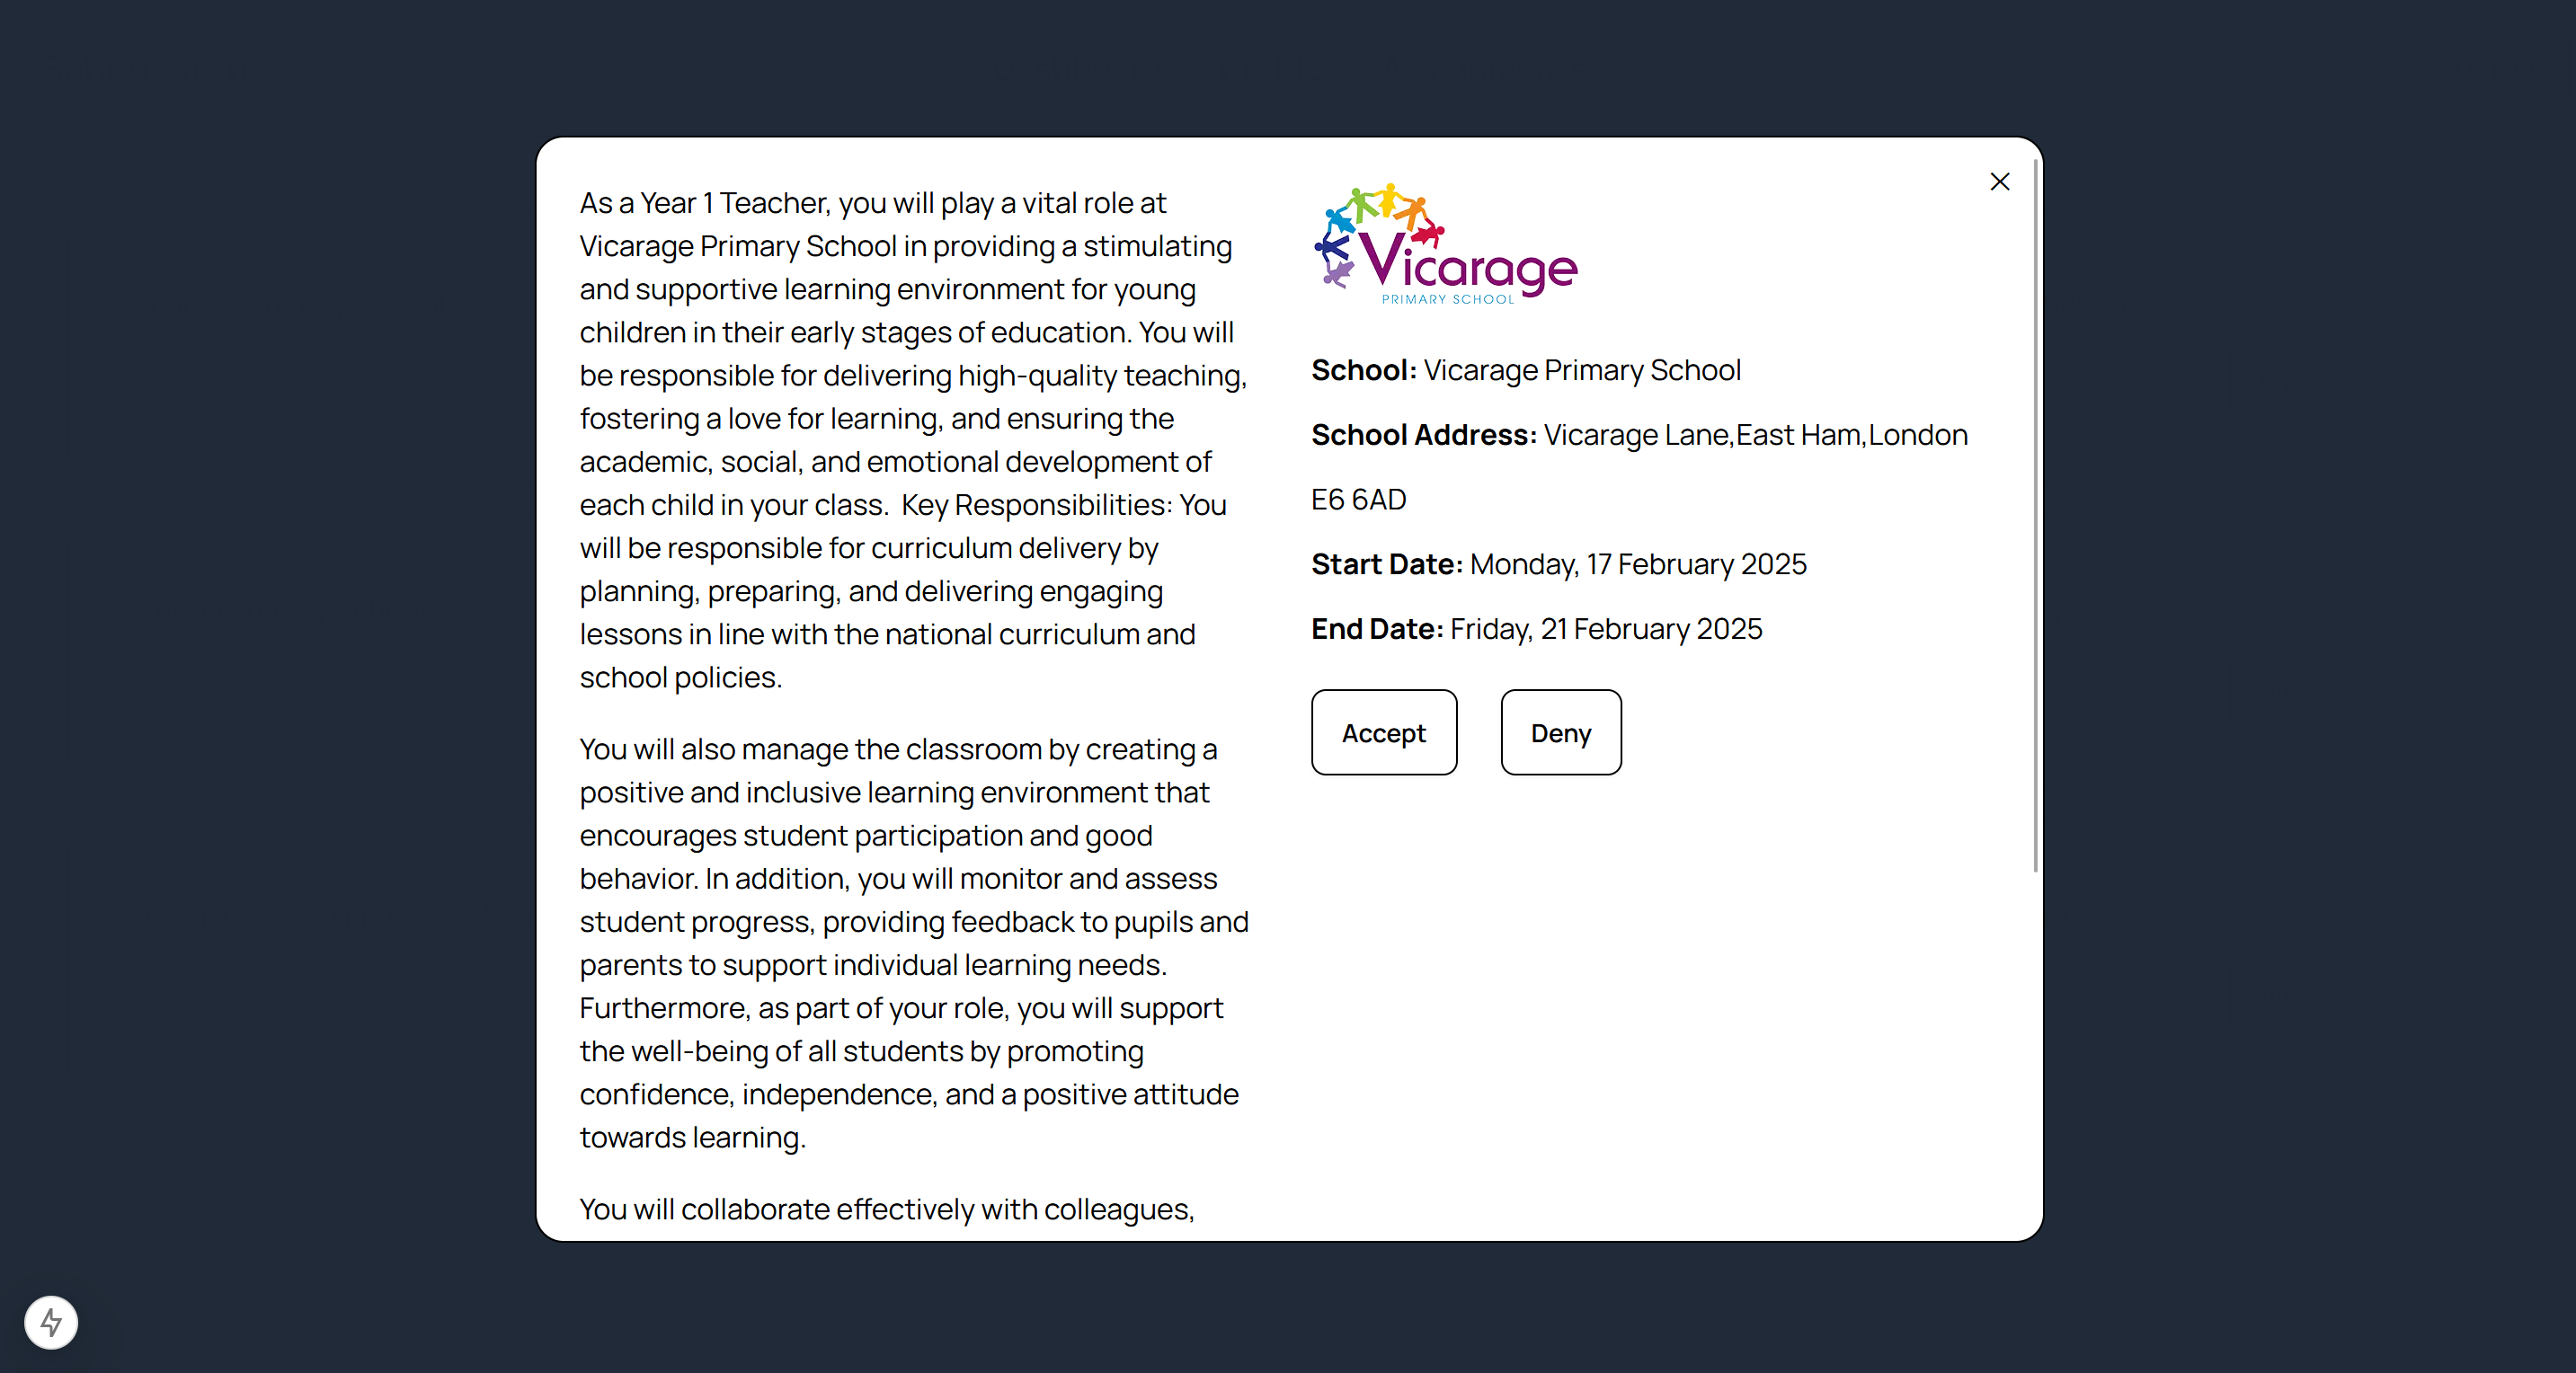 As a Year 1 Teacher, you will play a vital role at
Vicarage Primary School in providing a stimulating
and supportive learning environment for young
children in their early stages of education. You will
be responsible for delivering high-quality teaching,
fostering a love for learning, and ensuring the
academic, social, and emotional development of
each child in your class.  Key Responsibilities: You
will be responsible for curriculum delivery by
planning, preparing, and delivering engaging
lessons in line with the national curriculum and
school policies.
You will also manage the classroom by creating a
positive and inclusive learning environment that
encourages student participation and good
behavior. In addition, you will monitor and assess
student progress, providing feedback to pupils and
parents to support individual learning needs.
Furthermore, as part of your role, you will support
the well-being of all students by promoting
confidence, independence, and a positive attitude
towards learning.
You will collaborate effectively with colleagues,
Vicarage
PRIMARY SCHOOL
School: Vicarage Primary School
School Address: Vicarage Lane,East Ham,London
E6 6AD
Start Date: Monday, 17 February 2025
End Date: Friday, 21 February 2025
Accept
Deny